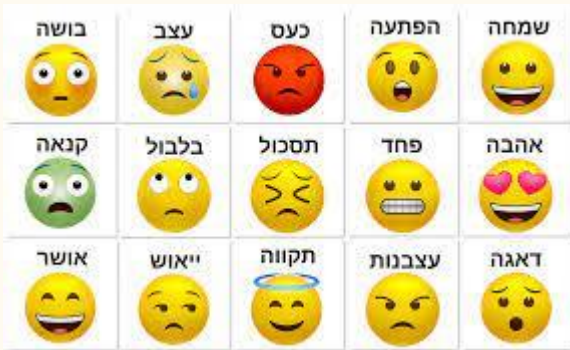 שמחה
הפתעה
כעס
עצב
בושה
אהבה
פחד
תסכול
בלבול
קנאה
דאגה
עצבנות
תקווה
ייאוש
אושר